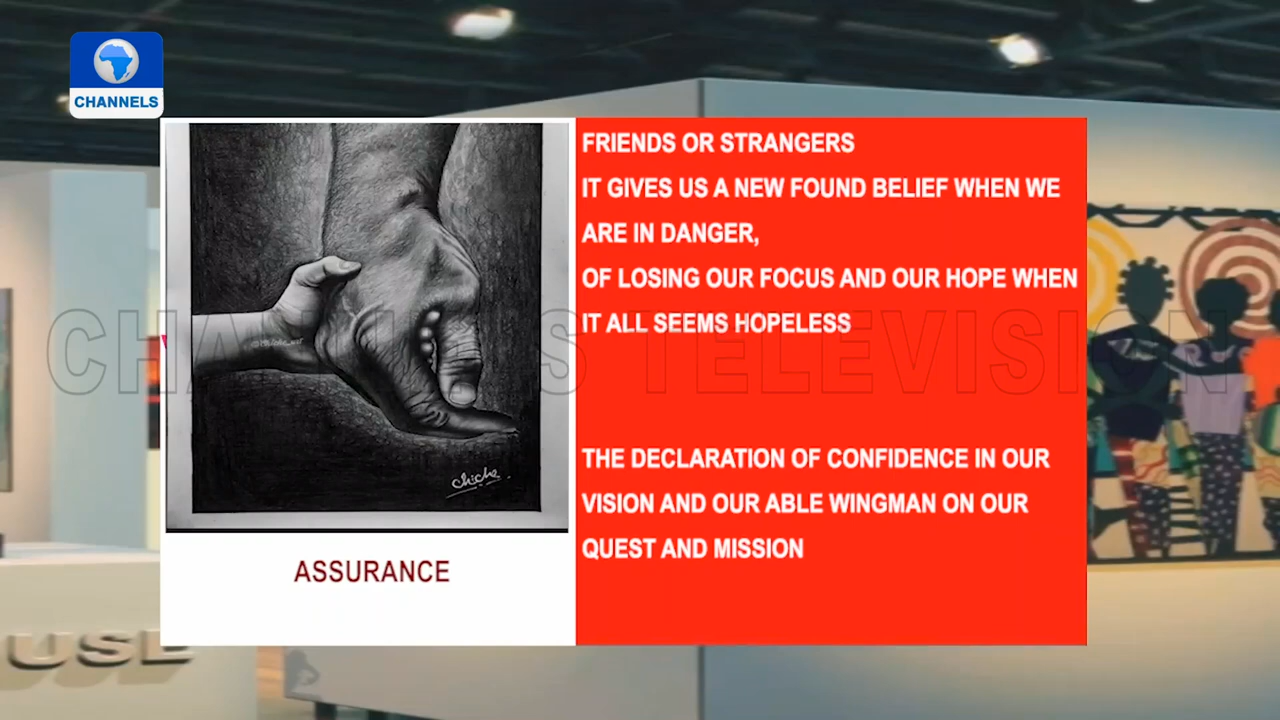 CHANNELS
FRIENDS OR STRANGERS
IT GIVES US A NEW FOUND BELIEF WHEN WE
ARE IN DANGER,
OF LOSING OUR FOCUS AND OUR HOPE WHEN
IT ALL SEEMS HOPELESS
CHANNELS TELEVISION
THE DECLARATION OF CONFIDENCE IN OUR
VISION AND OUR ABLE WINGMAN ON OUR
QUEST AND MISSION
chiche
ASSURANCE